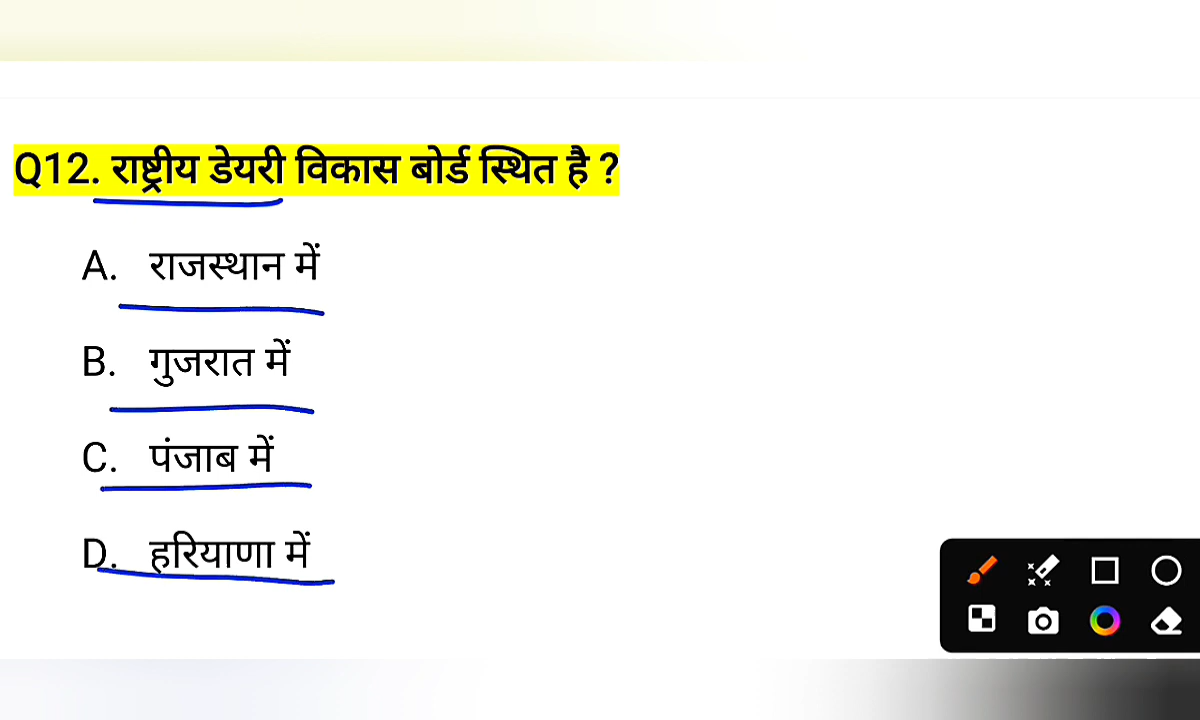 Q12. राष्ट्रीय डेयरी विकास बोर्ड स्थित है ?
A. राजस्थान में
B. गुजरात में
C. पंजाब में
D. हरियाणा में